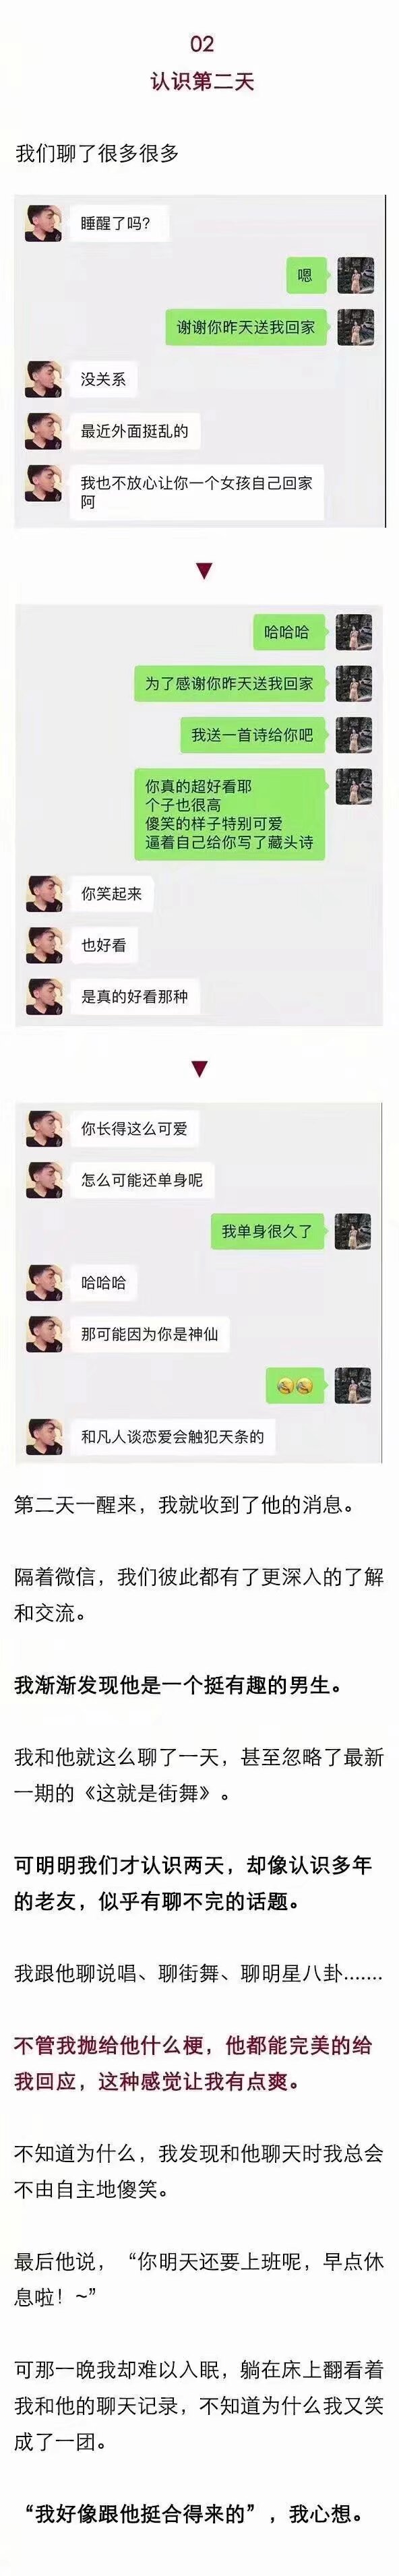 02
认识第二天
我们聊了很多很多
睡醒了吗?
嗯
谢谢你昨天送我回家
没关系
最近外面挺乱的
我也不放心让你一个女孩自己回家
阿
哈哈哈
为了感谢你昨天送我回家
我送一首诗给你吧
你真的超好看耶
个子也很高
傻笑的样子特别可爱
逼着自己给你写了藏头诗
你笑起来
也好看
是真的好看那种
你长得这么可爱
怎么可能还单身呢
我单身很久了
哈哈哈
那可能因为你是神仙
和凡人谈恋爱会触犯天条的
第二天一醒来，我就收到了他的消息。
隔着微信，我们彼此都有了更深入的了解
和交流。
我渐渐发现他是一个挺有趣的男生。
我和他就这么聊了一天，甚至忽略了最新
一期的《这就是街舞》。
可明明我们才认识两天，却像认识多年
的老友，似乎有聊不完的话题。
我跟他聊说唱、聊街舞、聊明星八卦.......
不管我抛给他什么梗，他都能完美的给
我回应，这种感觉让我有点爽。
不知道为什么，我发现和他聊天时我总会
不由自主地傻笑。
最后他说，“你明天还要上班呢，早点休
息啦！~”
可那一晚我却难以入眠，躺在床上翻看着
我和他的聊天记录，不知道为什么我又笑
成了一团。
“我好像跟他挺合得来的”，我心想。